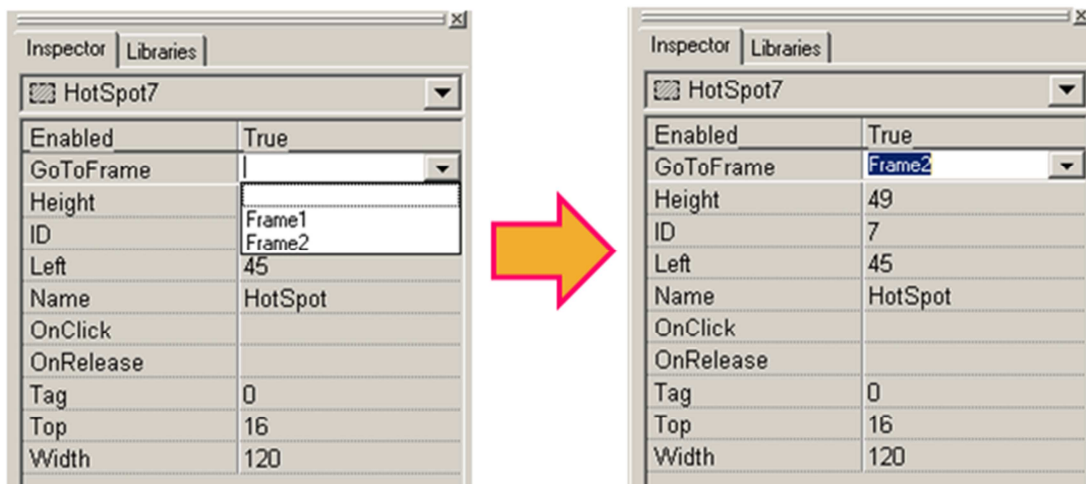 Inspector Libraries
HotSpot7
Enabled True
GoToFrame
Height
Frame1
ID
Frame2
Left 45
Name HotSpot
OnClick
OnRelease
Tag 0
Top 16
Width 120
Inspector Libraries
HotSpot7
Enabled True
GoToFrame Frame2
Height 49
ID 7
Left 45
Name HotSpot
OnClick
OnRelease
Tag 0
Top 16
Width 120